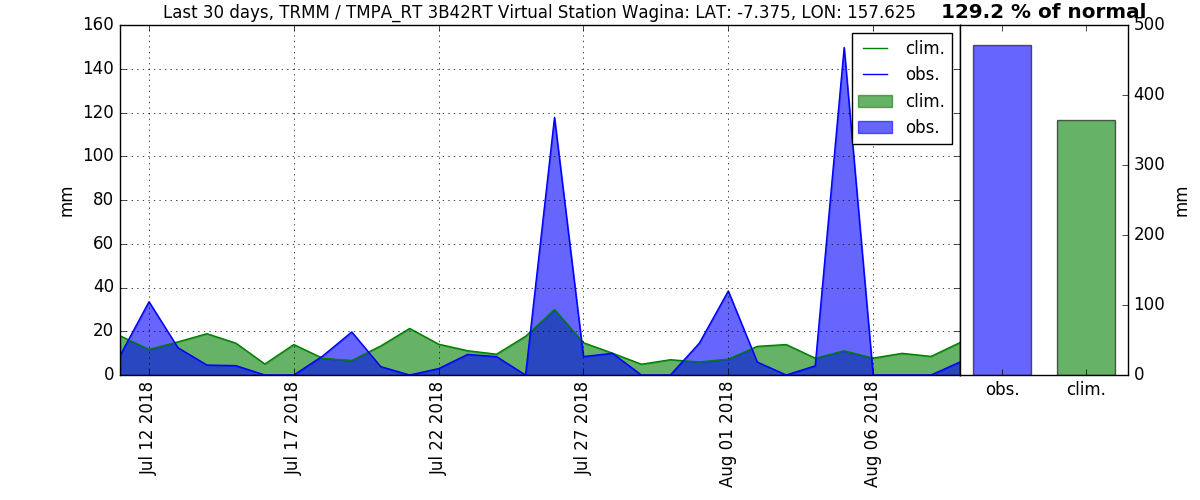 Last 30 days, TRMM / TMPA_RT 3B42RT Virtual Station Wagina: LAT: -7.375, LON: 157.625
129.2 % of normal
160
140
120
100
80
60
40
20
0
mm
Jul 12 2018
Jul 17 2018
Jul 22 2018
Jul 27 2018
Aug 01 2018
Aug 06 2018
clim.
obs.
clim.
obs.
500
400
300
200
100
0
mm
obs.
clim.